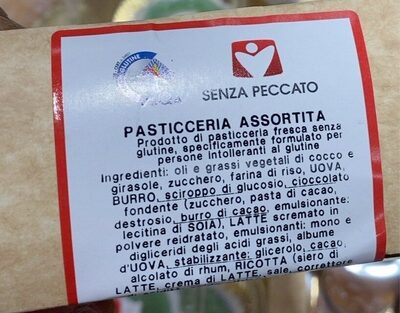 GLUTINE
SENZA PECCATO
PASTICCERIA ASSORTITA
Prodotto di pasticceria fresca senza
glutine, specificamente formulato per
persone intolleranti al glutine
Ingredienti: oli e grassi vegetali di cocco e
girasole, zucchero, farina di riso, UOVA,
BURRO, sciroppo di glucosio, cioccolato
fondente (zucchero, pasta di cacao,
destrosio, burro di cacao, emulsionante:
lecitina di SOIA), LATTE scremato in
polvere reidratato, emulsionanti: mono e
digliceridi degli acidi grassi, albume
d'UOVA, stabilizzante: glicerolo, cacao,
alcolato di rhum, RICOTTA (siero di
LATTE, crema di LATTE, sale, correttore